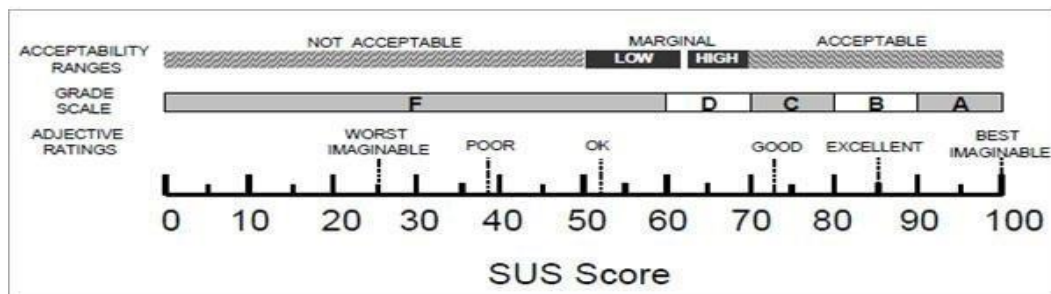 NOT ACCEPTABLE MARGINAL ACCEPTABLE
ACCEPTABILITY
RANGES
LOW HIGH
GRADE
SCALE
F D C B A
ADJECTIVE
RATINGS
WORST
IMAGINABLE
POOR
OK
GOOD
EXCELLENT
BEST
IMAGINABLE
0 10 20 30 40 50 60 70 80 90 100
SUS Score